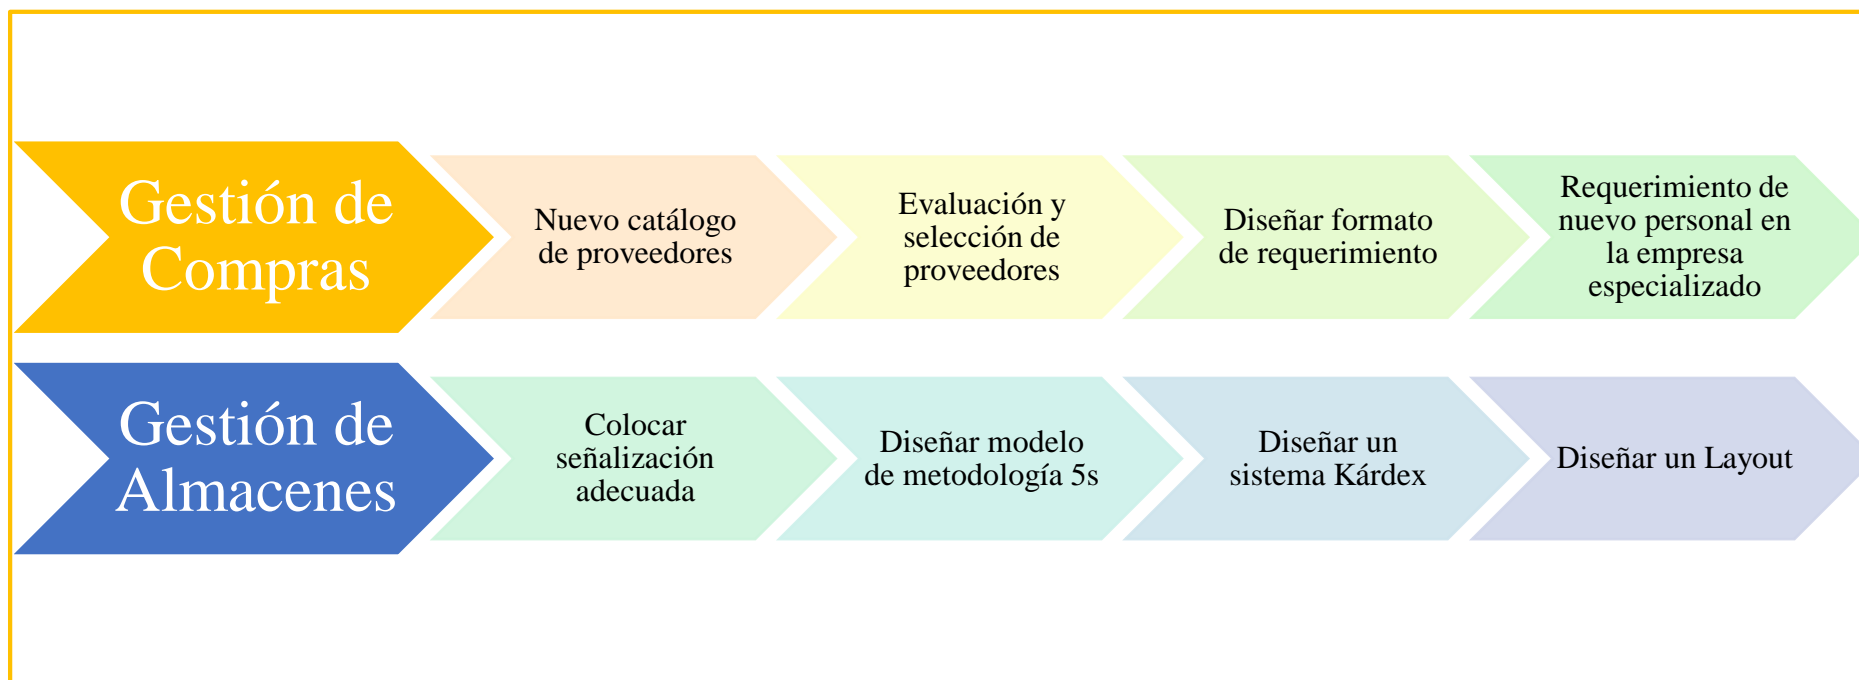 Gestión de
Compras
Nuevo catálogo
de proveedores
Evaluación y
selección de
proveedores
Diseñar formato
de requerimiento
Requerimiento de
nuevo personal en
la empresa
especializado
Gestión de
Almacenes
Colocar
señalización
adecuada
Diseñar modelo
de metodología 5s
Diseñar un
sistema Kárdex
Diseñar un Layout